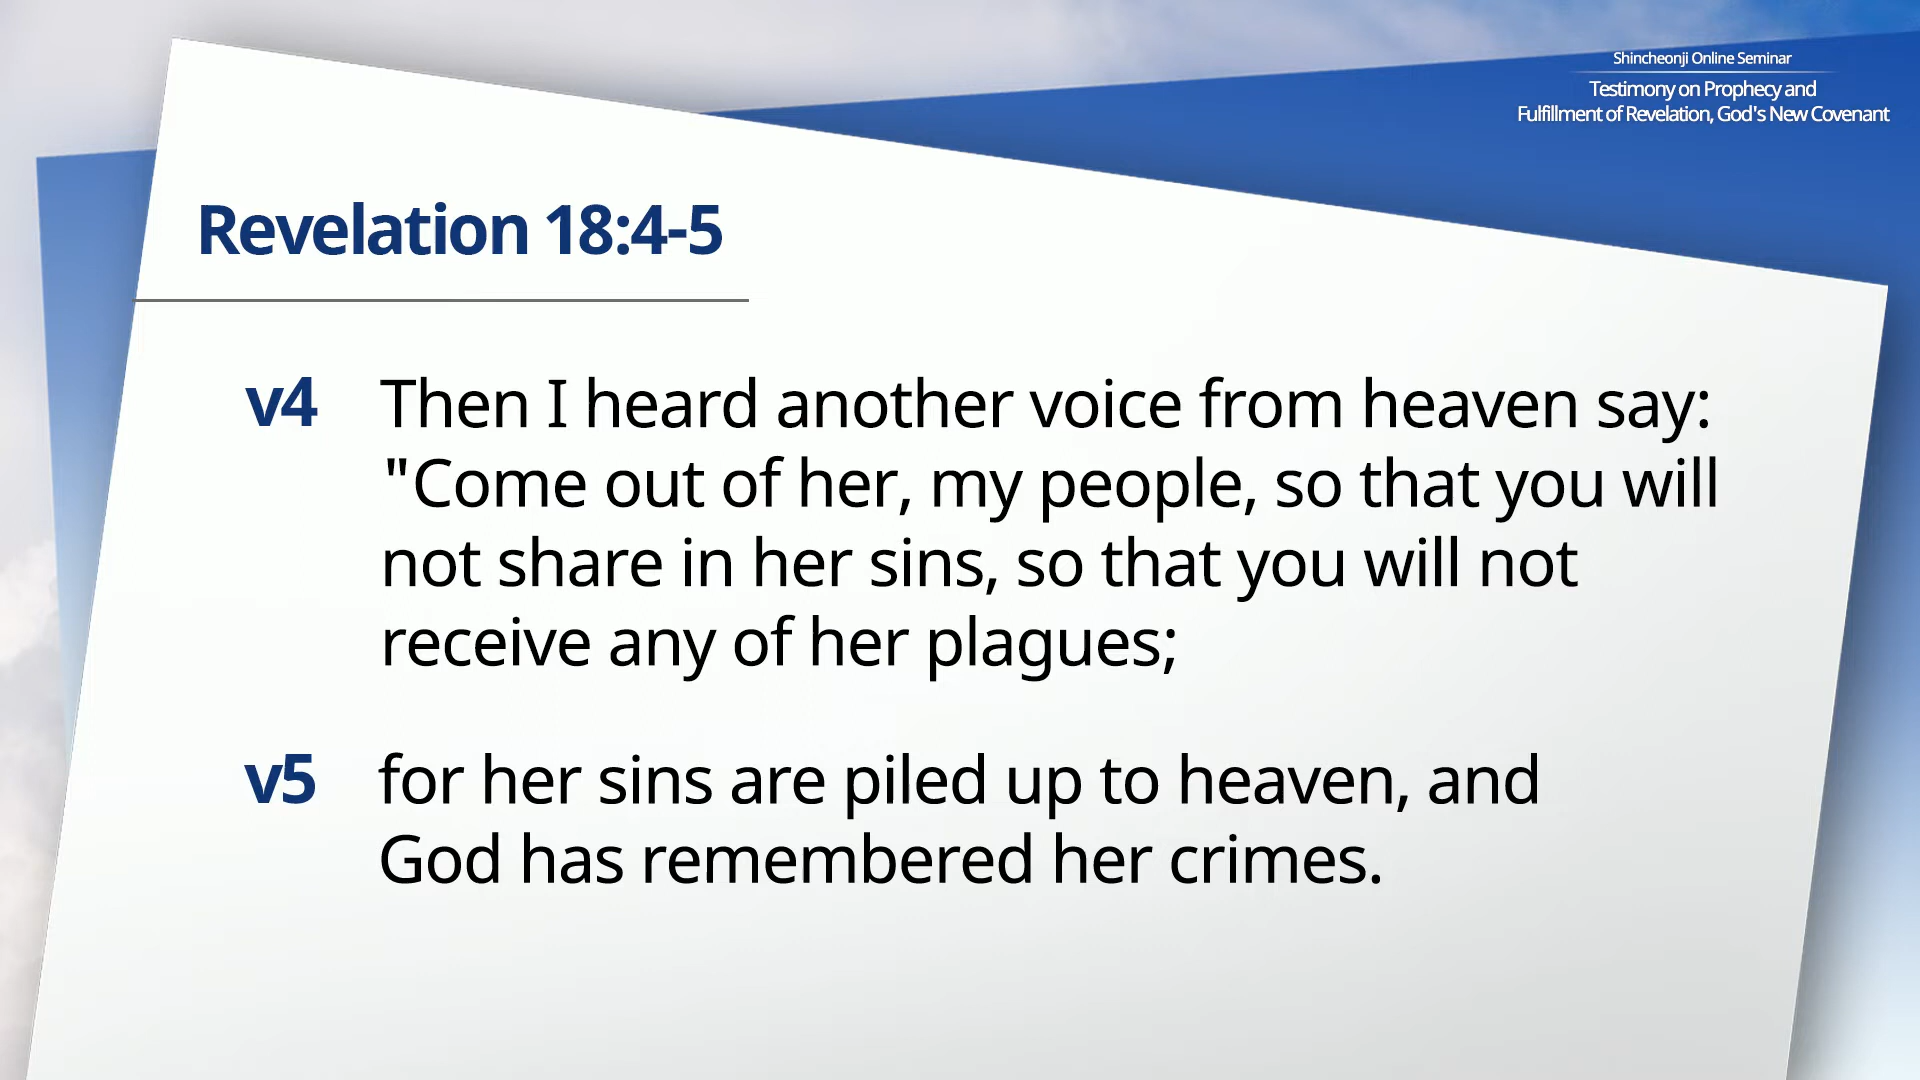 Shincheonji Online Seminar
Testimony on Prophecy and
Fulfillment of Revelation, God's New Covenant
Revelation 18:4-5
v4 Then I heard another voice from heaven say:
"Come out of her, my people, so that you will
not share in her sins, so that you will not
receive any of her plagues;
v5 for her sins are piled up to heaven, and
God has remembered her crimes.